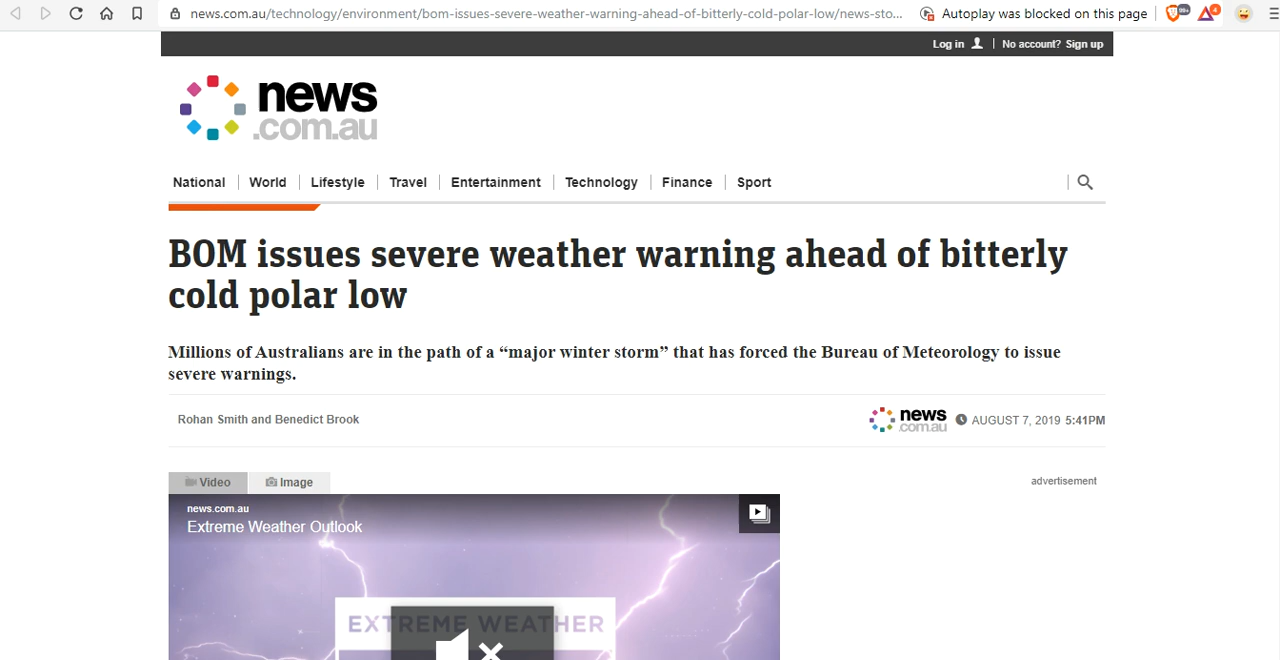 news.com.au/technology/environment/bom-issues-severe-weather-warning-ahead-of-bitterly-cold-polar-low/news-sto... Autoplay was blocked on this page 99+ 4
Log in | No account? Sign up
news
.com.au
National World Lifestyle Travel Entertainment Technology Finance Sport
BOM issues severe weather warning ahead of bitterly
cold polar low
Millions of Australians are in the path of a “major winter storm” that has forced the Bureau of Meteorology to issue
severe warnings.
Rohan Smith and Benedict Brook news .com.au AUGUST 7, 2019 5:41PM
Video Image advertisement
news.com.au
Extreme Weather Outlook
EXTREME WEATHER